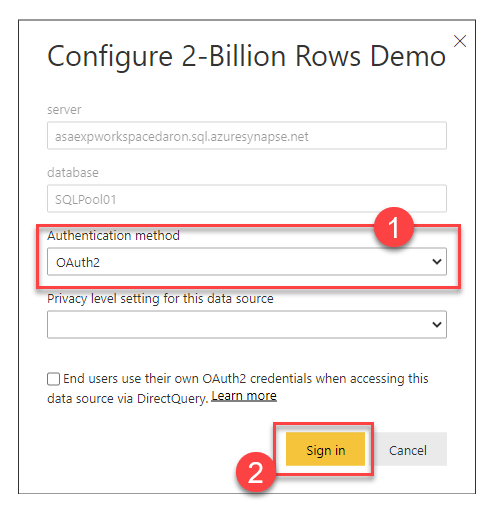 Configure 2-Billion Rows Demo
server
asaexpworkspacedaron.sql.azuresynapse.net
database
SQLPool01
1
Authentication method
OAuth2
Privacy level setting for this data source
End users use their own OAuth2 credentials when accessing this
data source via DirectQuery. Learn more
Sign in Cancel
2